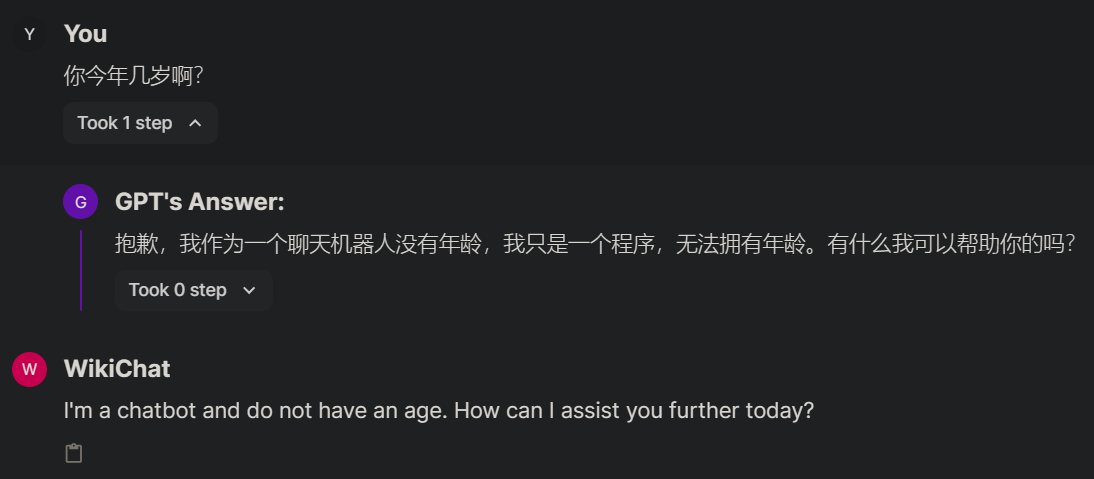 Y
You
你今年几岁啊?
Took 1 step
G
GPT's Answer:
抱歉，我作为一个聊天机器人没有年龄，我只是一个程序，无法拥有年龄。有什么我可以帮助你的吗?
Took 0 step
W
WikiChat
I'm a chatbot and do not have an age. How can I assist you further today?